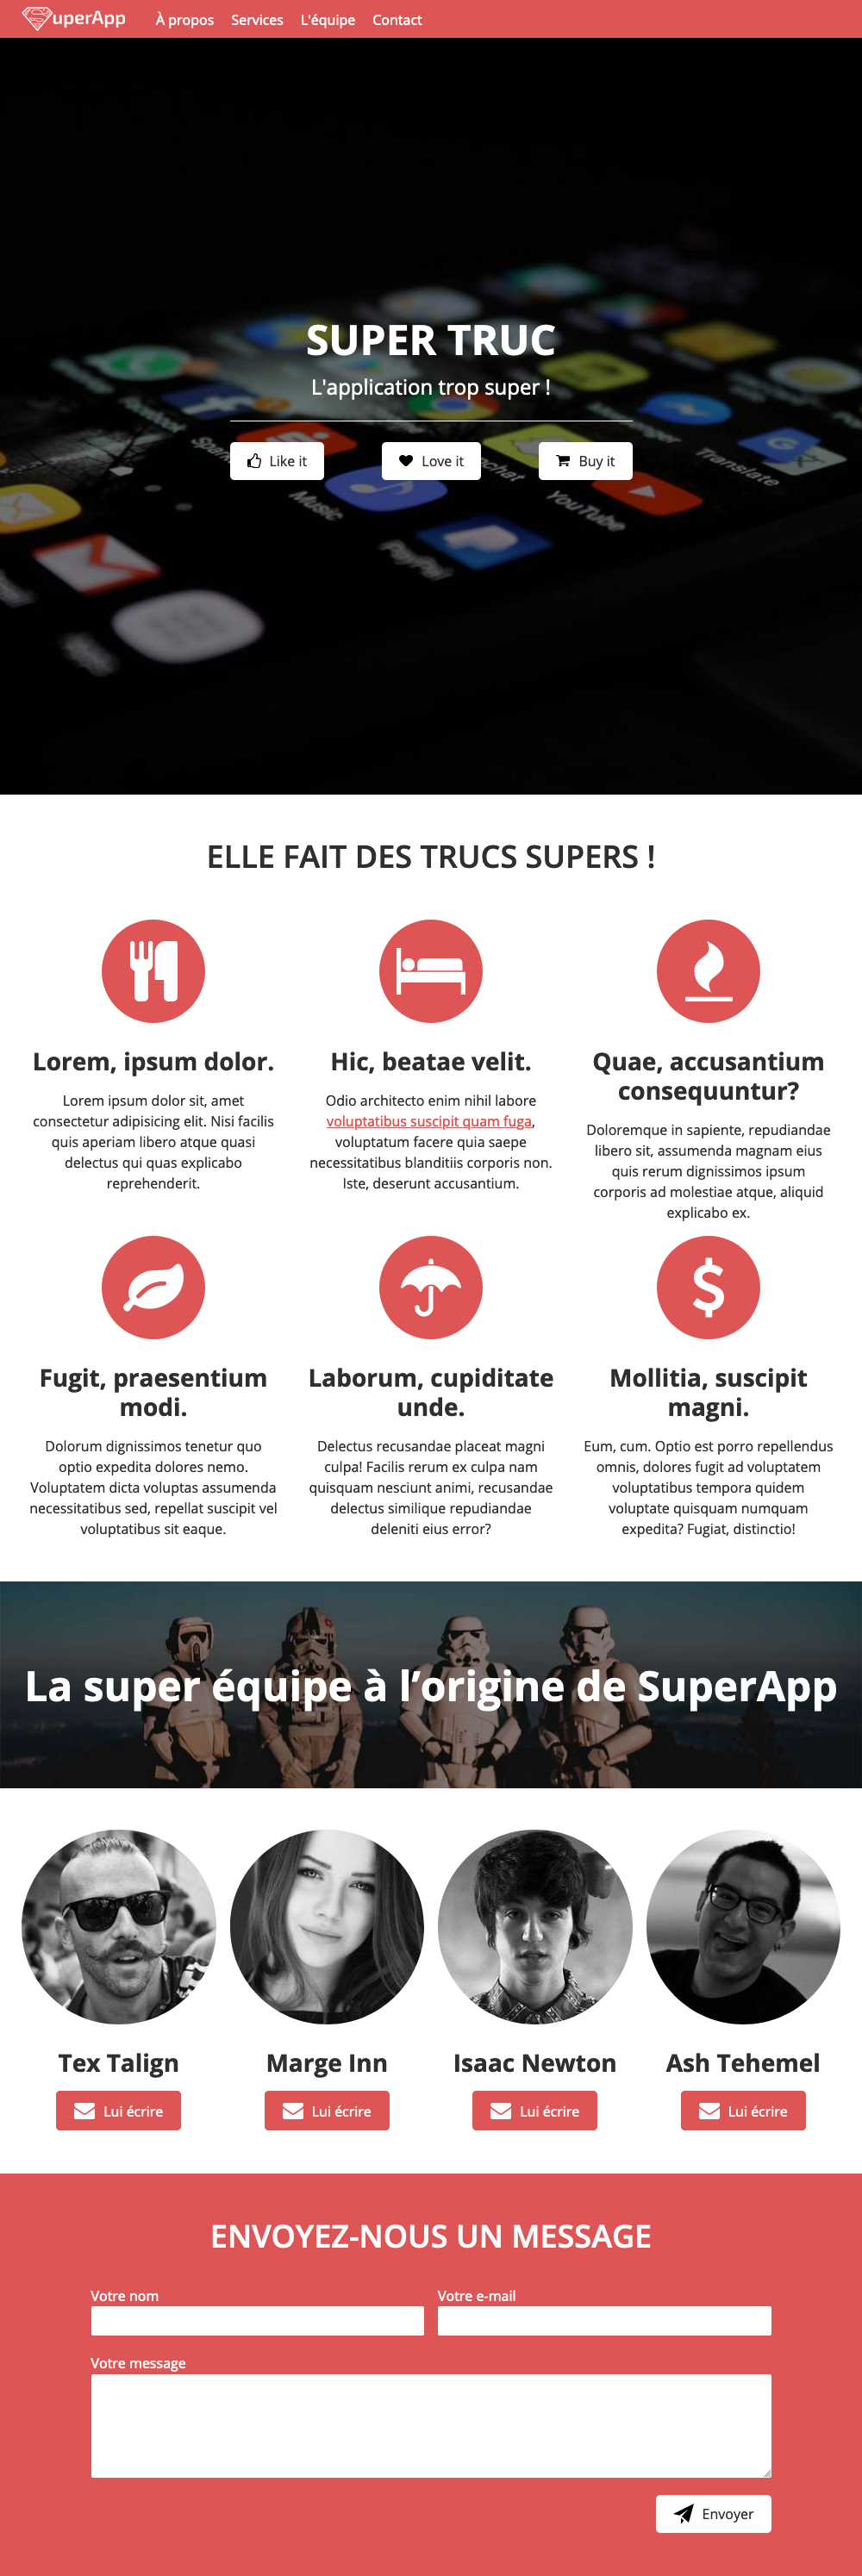 uperApp
À propos Services L'équipe Contact
SUPER TRUC
L'application trop super !
Like it Love it Buy it
Music
PayPal
YouTube
Translate
ELLE FAIT DES TRUCS SUPERS !
Lorem, ipsum dolor.
Lorem ipsum dolor sit, amet
consectetur adipisicing elit. Nisi facilis
quis aperiam libero atque quasi
delectus qui quas explicabo
reprehenderit.
Hic, beatae velit.
Odio architecto enim nihil labore
voluptatibus suscipit quam fuga,
voluptatum facere quia saepe
necessitatibus blanditiis corporis non.
Iste, deserunt accusantium.
Quae, accusantium
consequuntur?
Doloremque in sapiente, repudiandae
libero sit, assumenda magnam eius
quis rerum dignissimos ipsum
corporis ad molestiae atque, aliquid
explicabo ex.
Fugit, praesentium
modi.
Dolorum dignissimos tenetur quo
optio expedita dolores nemo.
Voluptatem dicta voluptas assumenda
necessitatibus sed, repellat suscipit vel
voluptatibus sit eaque.
Laborum, cupiditate
unde.
Delectus recusandae placeat magni
culpa! Facilis rerum ex culpa nam
quisquam nesciunt animi, recusandae
delectus similique repudiandae
deleniti eius error?
Mollitia, suscipit
magni.
Eum, cum. Optio est porro repellendus
omnis, dolores fugit ad voluptatem
voluptatibus tempora quidem
voluptate quisquam numquam
expedita? Fugiat, distinctio!
La super équipe à l’origine de SuperApp
Tex Talign
Lui écrire
Marge Inn
Lui écrire
Isaac Newton
Lui écrire
Ash Tehemel
Lui écrire
ENVOYEZ-NOUS UN MESSAGE
Votre nom
Votre e-mail
Votre message
Envoyer